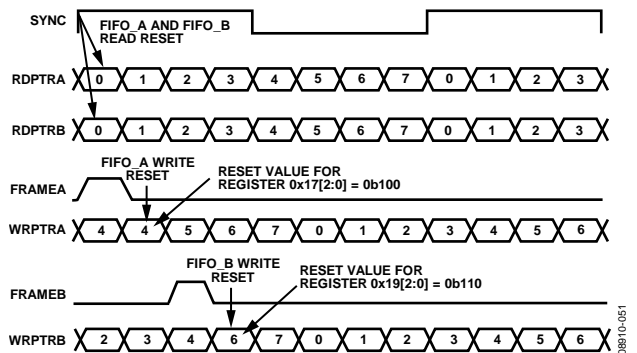 SYNC
FIFO_A AND FIFO_B
READ RESET
RDPTRA 0 1 2 3 4 5 6 7 0 1 2 3
RDPTRB 0 1 2 3 4 5 6 7 0 1 2 3
FIFO_A WRITE
RESET
RESET VALUE FOR
REGISTER 0x17[2:0] = 0b100
FRAMEA
WRPTRA 4 4 5 6 7 0 1 2 3 4 5 6
FIFO_B WRITE
RESET
RESET VALUE FOR
REGISTER 0x19[2:0] = 0b110
FRAMEB
WRPTRB 2 3 4 6 7 0 1 2 3 4 5 6
08910-051